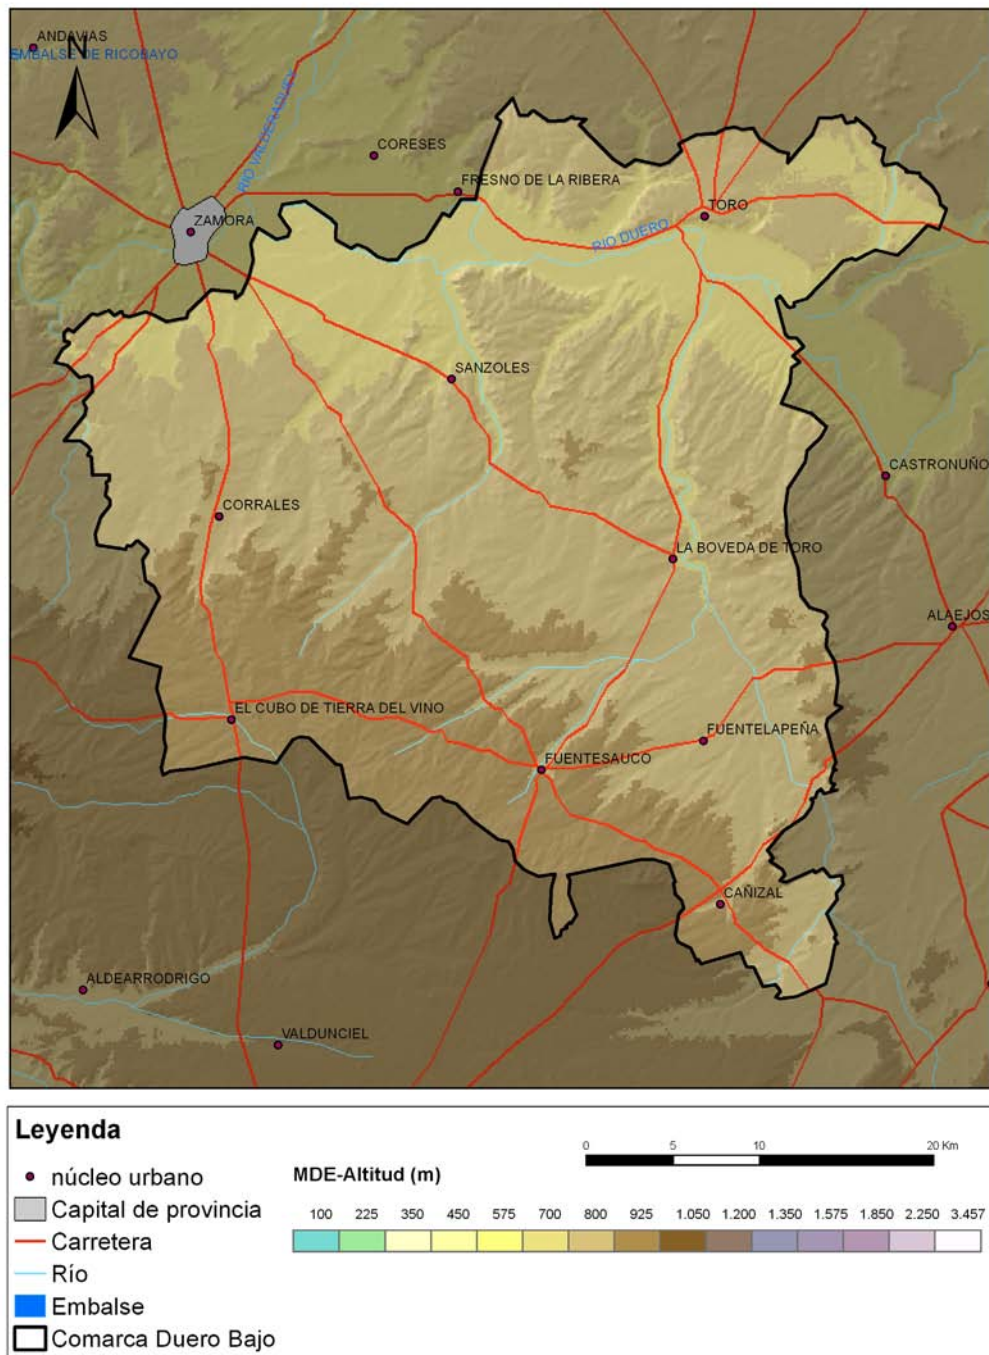 ANDAVIAS
N
EMBALSE DE RICOBAYO
RIO VALDERADUEY
CORESES
FRESNO DE LA RIBERA
ZAMORA
TORO
RIO DUERO
SANZOLES
CASTRONUÑO
CORRALES
LA BOVEDA DE TORO
ALAEJOS
EL CUBO DE TIERRA DEL VINO
FUENTELAPEÑA
FUENTESAUCO
CAÑIZAL
ALDEARRODRIGO
VALDUNCIEL
Leyenda
núcleo urbano
Capital de provincia
Carretera
Río
Embalse
Comarca Duero Bajo
0 5 10 20 Km
MDE-Altitud (m)
100 225 350 450 575 700 800 925 1.050 1.200 1.350 1.575 1.850 2.250 3.457